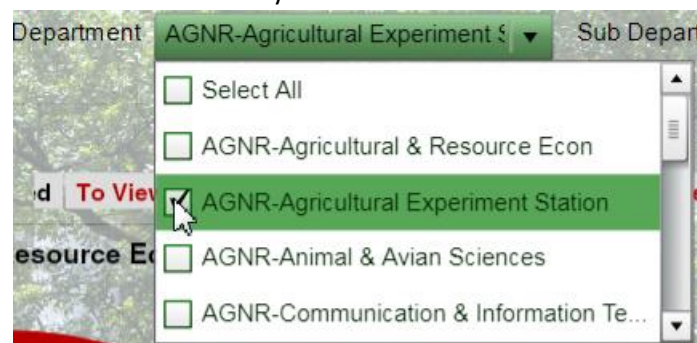 Department AGNR-Agricultural Experiment S Sub Depar
Select All
AGNR-Agricultural & Resource Econ
d To View AGNR-Agricultural Experiment Station
esource Ec AGNR-Animal & Avian Sciences
AGNR-Communication & Information Te...